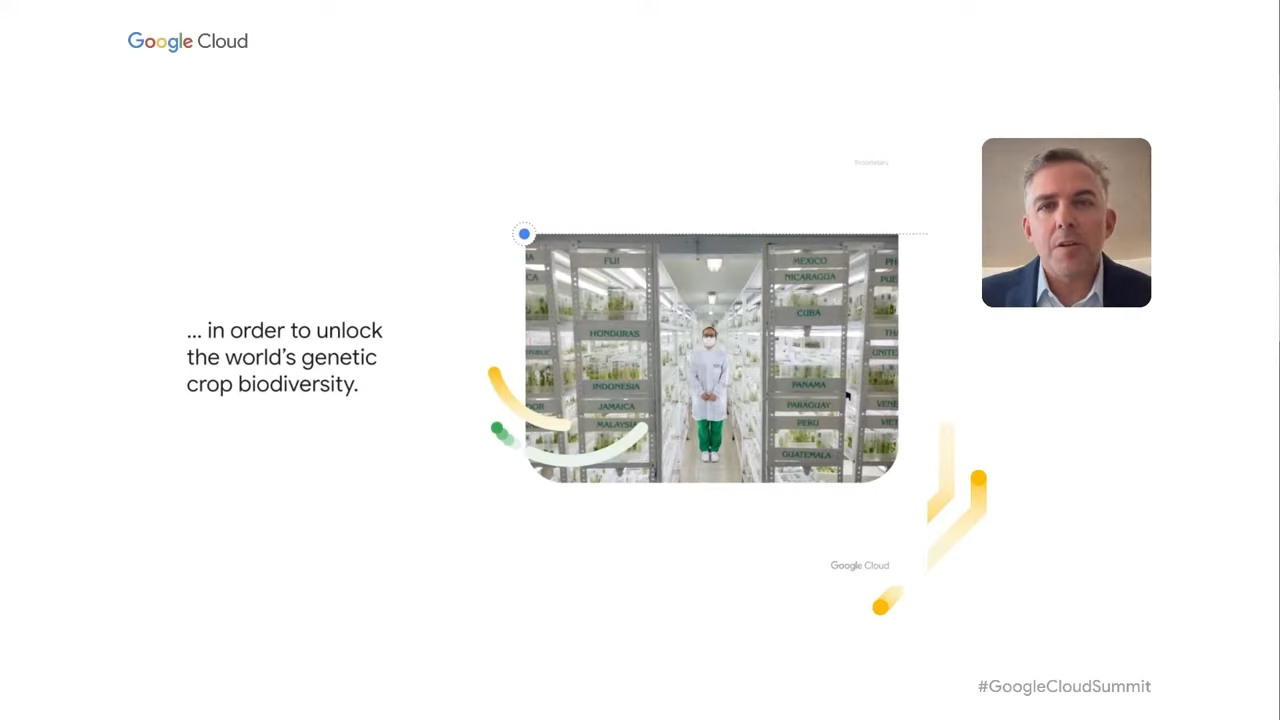 Google Cloud
Proprietary
... in order to unlock
the world's genetic
crop biodiversity.
FIJI
HONDURAS
INDONESIA
JAMAICA
MALAYSIA
MEXICO
NICARAGUA
CUBA
PANAMA
PARAGUAY
PERU
GUATEMALA
Google Cloud
#GoogleCloudSummit